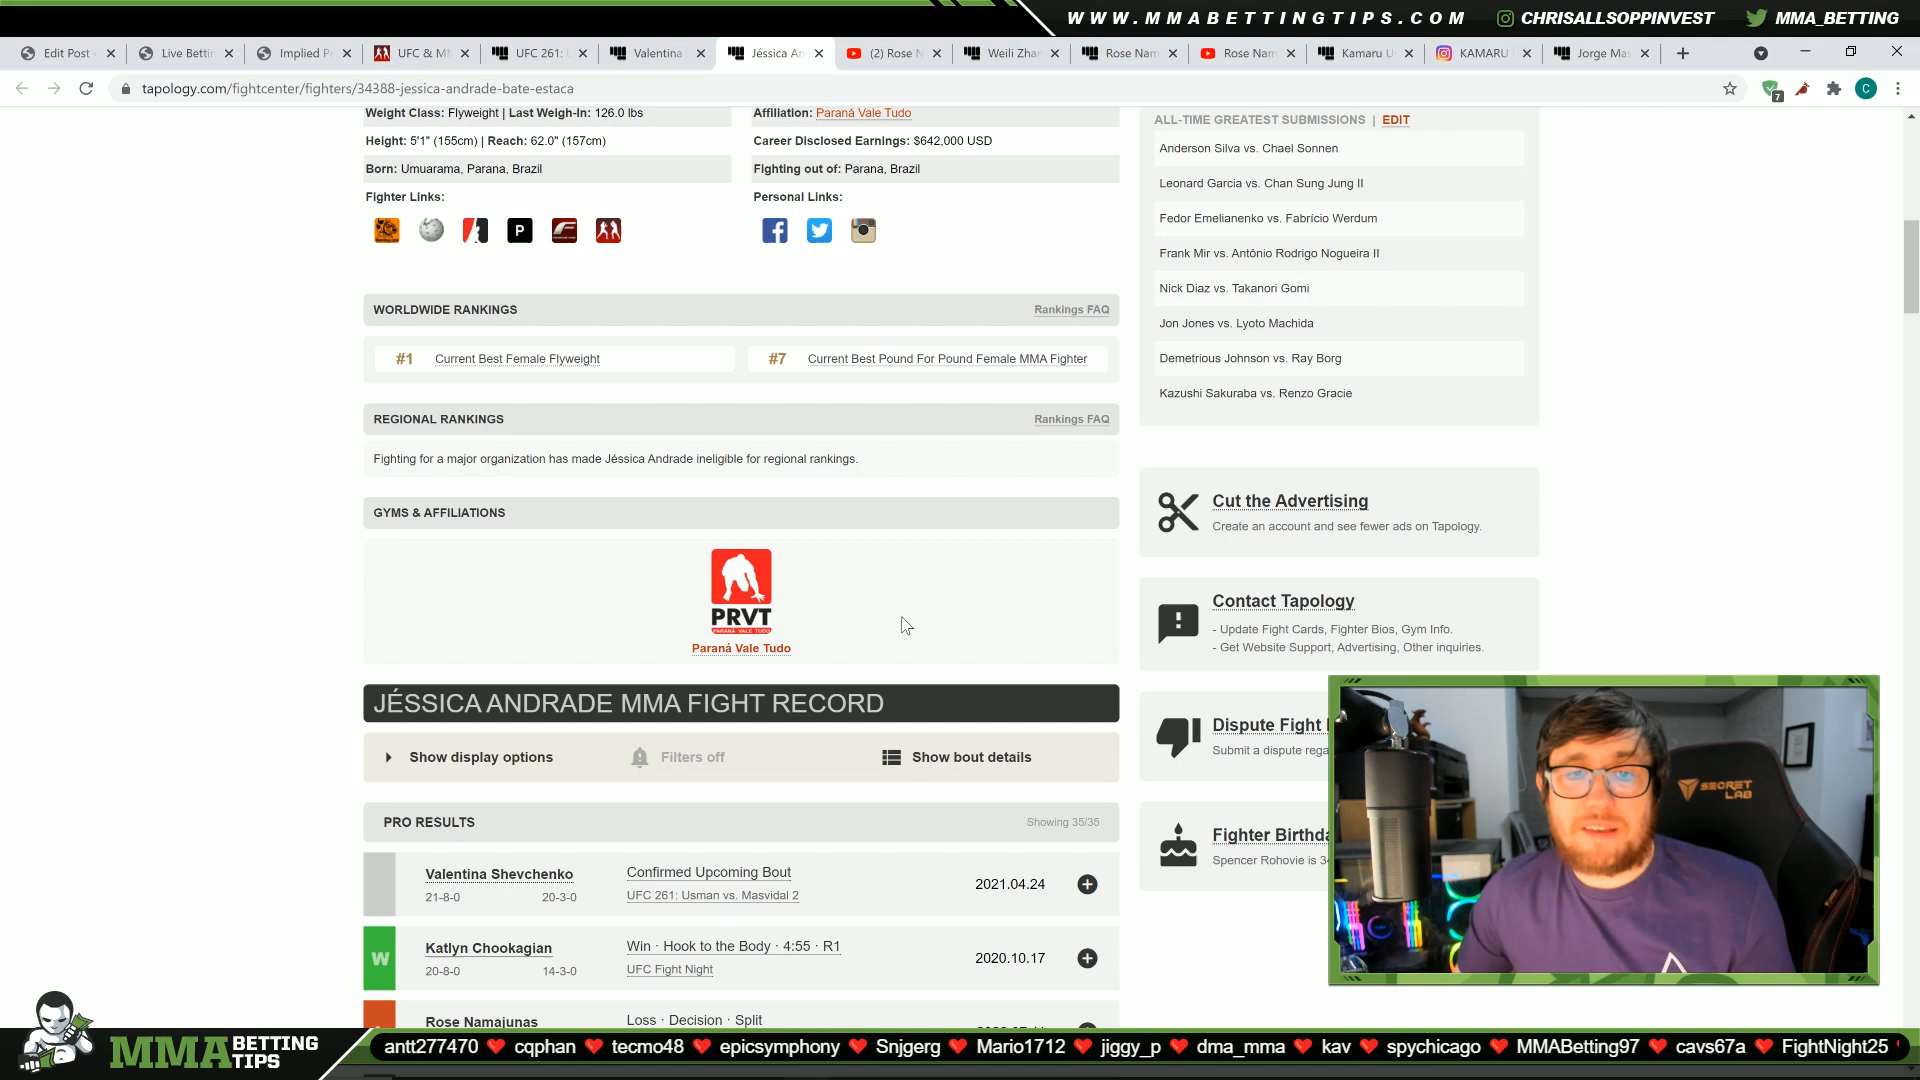 WWW.MMABETTINGTIPS.COM CHRISALLSOPPINVEST MMA_BETTING
Edit Post Live Bettin Implied Pr UFC & MM UFC 261: Valentina Jéssica An (2) Rose N Weili Zhan Rose Nam Rose Nam Kamaru U KAMARU Jorge Mas
tapology.com/fightcenter/fighters/34388-jessica-andrade-bate-estaca
7
C
Weight Class: Flyweight | Last Weigh-In: 126.0 lbs
Affiliation: Paraná Vale Tudo
Height: 5'1" (155cm) | Reach: 62.0" (157cm)
Career Disclosed Earnings: $642,000 USD
Born: Umuarama, Parana, Brazil
Fighting out of: Parana, Brazil
Fighter Links:
Personal Links:
P
WORLDWIDE RANKINGS
Rankings FAQ
#1 Current Best Female Flyweight
#7 Current Best Pound For Pound Female MMA Fighter
REGIONAL RANKINGS
Rankings FAQ
Fighting for a major organization has made Jéssica Andrade ineligible for regional rankings.
GYMS & AFFILIATIONS
PRVT
PARANÁ VALE TUDO
Paraná Vale Tudo
JÉSSICA ANDRADE MMA FIGHT RECORD
Show display options
Filters off
Show bout details
PRO RESULTS
Showing 35/35
Valentina Shevchenko
21-8-0 20-3-0
Confirmed Upcoming Bout
UFC 261: Usman vs. Masvidal 2
2021.04.24
W
Katlyn Chookagian
20-8-0 14-3-0
Win · Hook to the Body · 4:55 · R1
UFC Fight Night
2020.10.17
Rose Namajunas
Loss · Decision · Split
ALL-TIME GREATEST SUBMISSIONS | EDIT
Anderson Silva vs. Chael Sonnen
Leonard Garcia vs. Chan Sung Jung II
Fedor Emelianenko vs. Fabrício Werdum
Frank Mir vs. Antônio Rodrigo Nogueira II
Nick Diaz vs. Takanori Gomi
Jon Jones vs. Lyoto Machida
Demetrious Johnson vs. Ray Borg
Kazushi Sakuraba vs. Renzo Gracie
Cut the Advertising
Create an account and see fewer ads on Tapology.
Contact Tapology
- Update Fight Cards, Fighter Bios, Gym Info.
- Get Website Support, Advertising, Other inquiries.
Dispute Fight
Submit a dispute rega
Fighter Birthda
Spencer Rohovie is 3
SECRET
LAB
MMA BETTING
TIPS
antt277470 ❤ cqphan ❤ tecmo48 ❤ epicsymphony ❤ Snjgerg ❤ Mario1712 ❤ jiggy_p ❤ dma_mma ❤ kav ❤ spychicago ❤ MMABetting97 ❤ cavs67a ❤ FightNight25